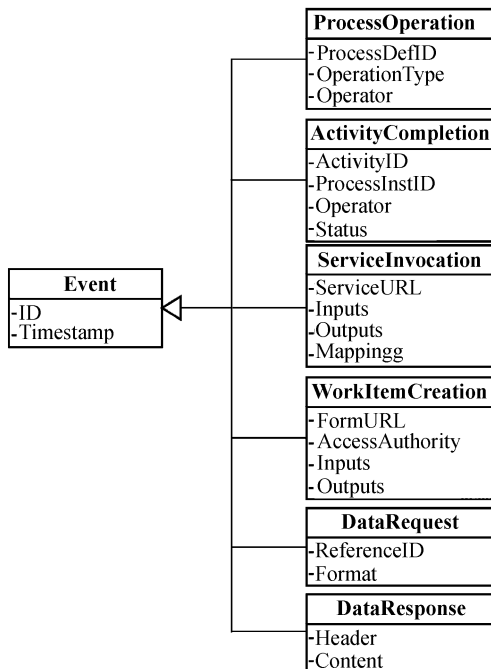 ProcessOperation
-ProcessDefID
-OperationType
-Operator
ActivityCompletion
-ActivityID
-ProcessInstID
-Operator
-Status
ServiceInvocation
-ServiceURL
-Inputs
-Outputs
-Mappingg
Event
-ID
-Timestamp
WorkItemCreation
-FormURL
-AccessAuthority
-Inputs
-Outputs
DataRequest
-ReferenceID
-Format
DataResponse
-Header
-Content